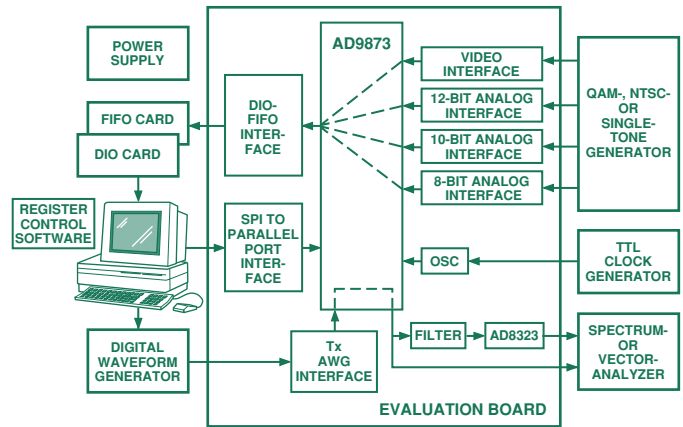 POWER
SUPPLY
FIFO CARD
DIO CARD
REGISTER
CONTROL
SOFTWARE
DIGITAL
WAVEFORM
GENERATOR
DIO-
FIFO
INTER-
FACE
SPI TO
PARALLEL
PORT
INTER-
FACE
Tx
AWG
INTERFACE
AD9873
VIDEO
INTERFACE
12-BIT ANALOG
INTERFACE
10-BIT ANALOG
INTERFACE
8-BIT ANALOG
INTERFACE
OSC
FILTER
AD8323
EVALUATION BOARD
QAM-, NTSC-
OR
SINGLE-
TONE
GENERATOR
TTL
CLOCK
GENERATOR
SPECTRUM-
OR
VECTOR-
ANALYZER